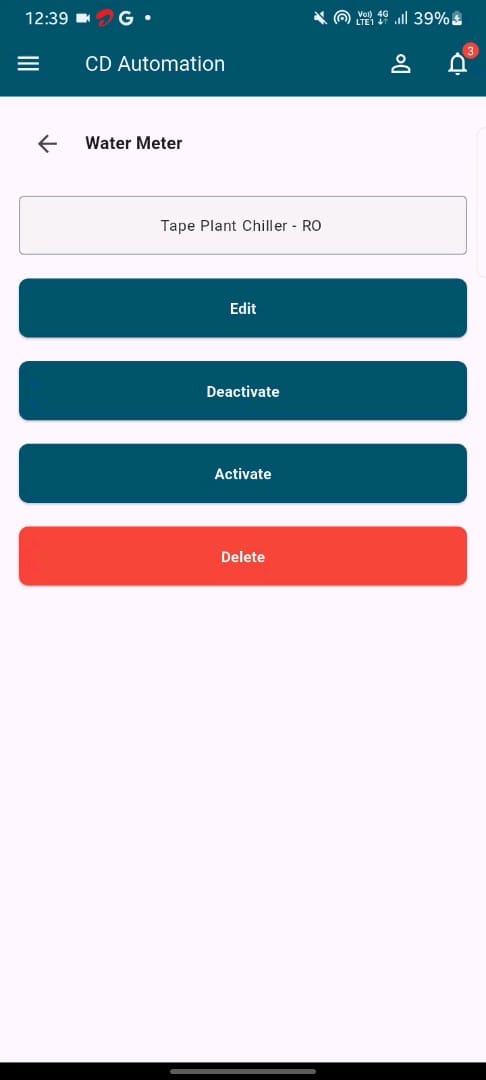 12:39 G Vo) 4G LTE1 39%
CD Automation 3
Water Meter
Tape Plant Chiller - RO
Edit
Deactivate
Activate
Delete